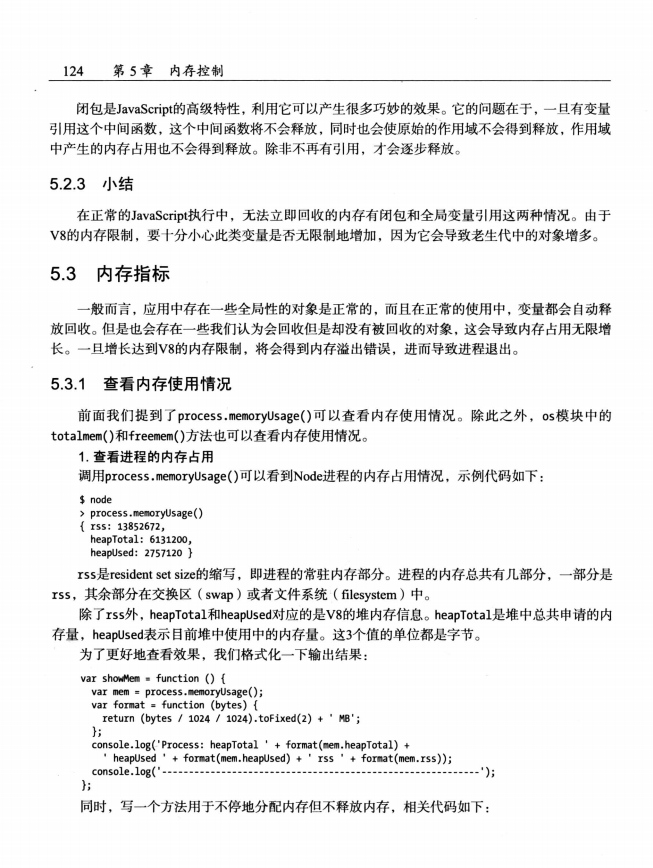 124 第5章 内存控制
闭包是JavaScript的高级特性，利用它可以产生很多巧妙的效果。它的问题在于，一旦有变量
引用这个中间函数，这个中间函数将不会释放，同时也会使原始的作用域不会得到释放，作用域
中产生的内存占用也不会得到释放。除非不再有引用，才会逐步释放。
5.2.3 小结
在正常的JavaScript执行中，无法立即回收的内存有闭包和全局变量引用这两种情况。由于
V8的内存限制，要十分小心此类变量是否无限制地增加，因为它会导致老生代中的对象增多。
5.3 内存指标
一般而言，应用中存在一些全局性的对象是正常的，而且在正常的使用中，变量都会自动释
放回收。但是也会存在一些我们认为会回收但是却没有被回收的对象，这会导致内存占用无限增
长。一旦增长达到V8的内存限制，将会得到内存溢出错误，进而导致进程退出。
5.3.1 查看内存使用情况
前面我们提到了process.memoryUsage()可以查看内存使用情况。除此之外，os模块中的
totalmem()和freemem()方法也可以查看内存使用情况。
1. 查看进程的内存占用
调用process.memoryUsage()可以看到Node进程的内存占用情况，示例代码如下：
$ node
> process.memoryUsage()
{ rss: 13852672,
heapTotal: 6131200,
heapUsed: 2757120 }
rss是resident set size的缩写，即进程的常驻内存部分。进程的内存总共有几部分，一部分是
rss，其余部分在交换区（swap）或者文件系统（filesystem）中。
除了rss外，heapTotal和heapUsed对应的是V8的堆内存信息。heapTotal是堆中总共申请的内
存量，heapUsed表示目前堆中使用中的内存量。这3个值的单位都是字节。
为了更好地查看效果，我们格式化一下输出结果：
var showMem = function () {
var mem = process.memoryUsage();
var format = function (bytes) {
return (bytes / 1024 / 1024).toFixed(2) + ' MB';
};
console.log('Process: heapTotal ' + format(mem.heapTotal) +
' heapUsed ' + format(mem.heapUsed) + ' rss ' + format(mem.rss));
console.log('-----------------------------------------------------------');
};
同时，写一个方法用于不停地分配内存但不释放内存，相关代码如下：